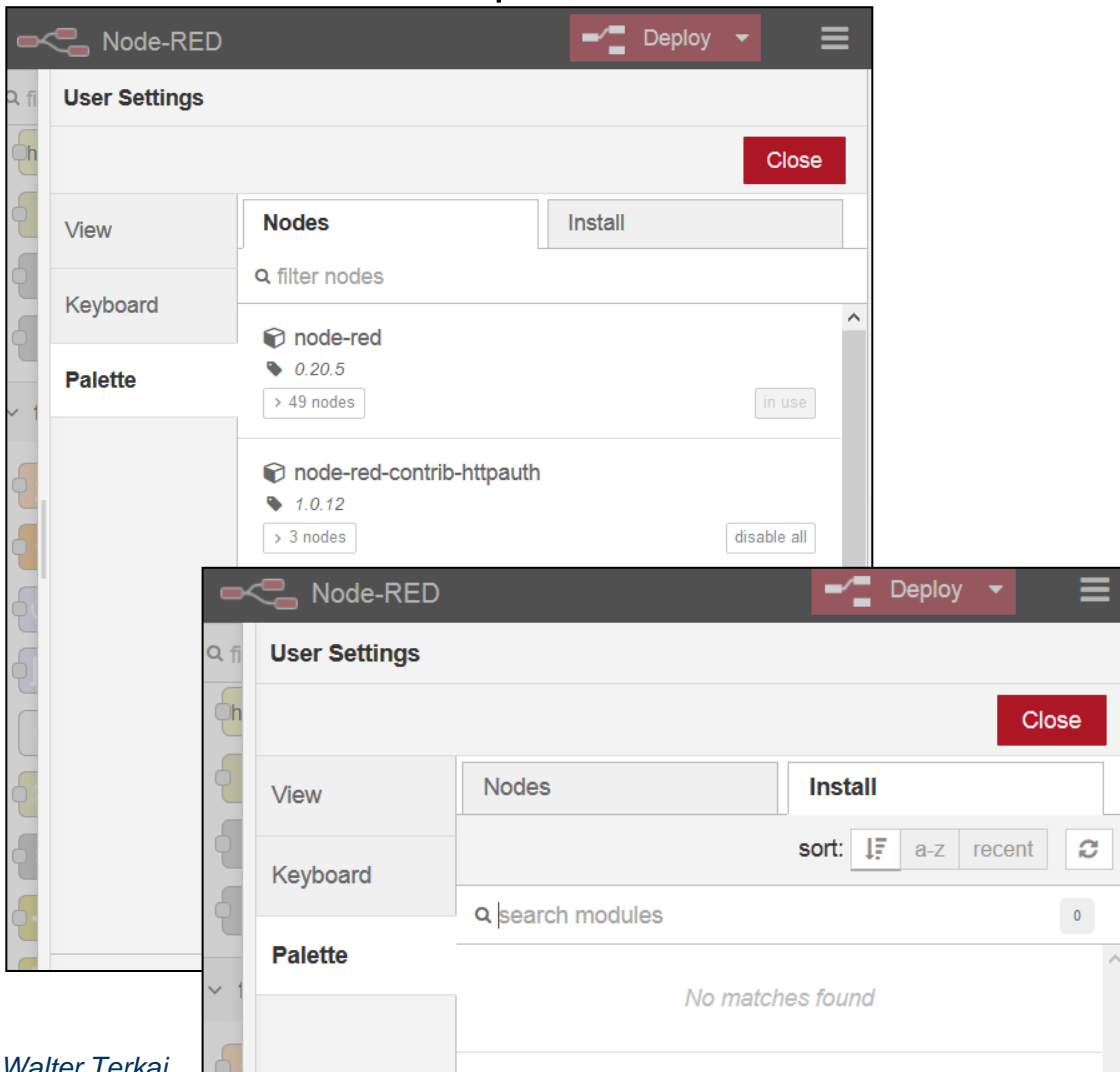 Node-RED
Deploy
fi
User Settings
Close
h
View
Nodes
Install
filter nodes
Keyboard
node-red
0.20.5
> 49 nodes
in use
Palette
node-red-contrib-httpauth
1.0.12
> 3 nodes
disable all
Node-RED
Deploy
fi
User Settings
Close
h
View
Nodes
Install
sort:
a-z
recent
Keyboard
search modules
0
Palette
No matches found
Walter Terkaj